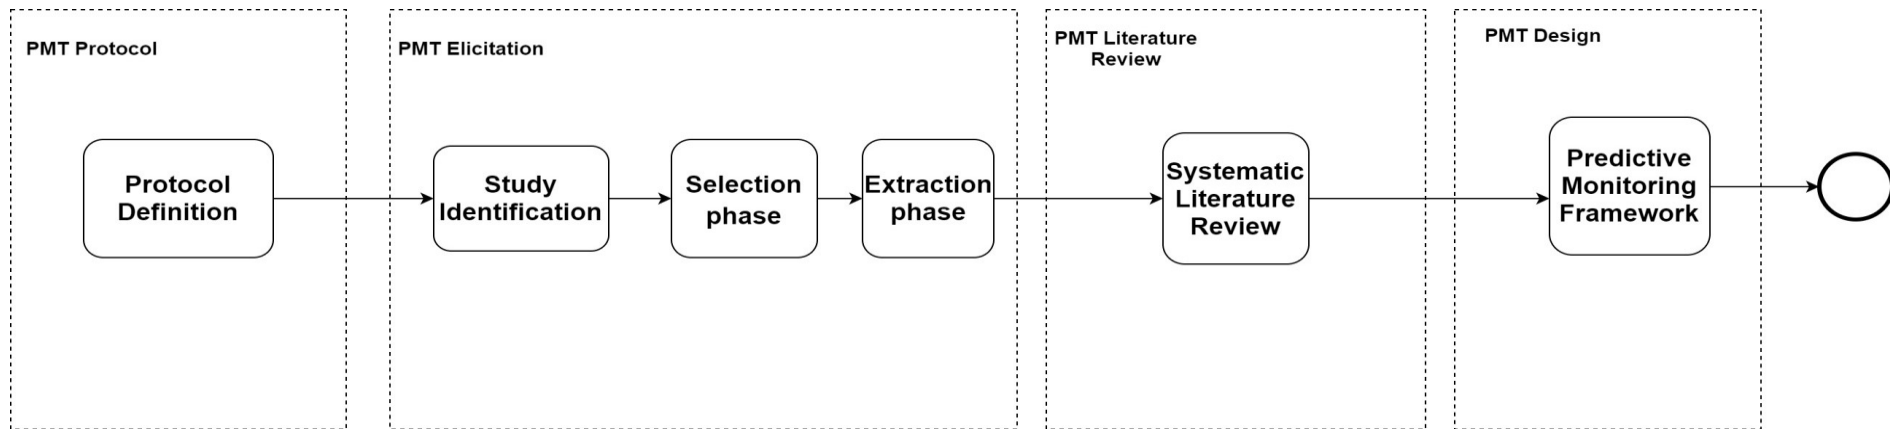 PMT Protocol
Protocol
Definition
PMT Elicitation
Study
Identification
Selection
phase
Extraction
phase
PMT Literature
Review
Systematic
Literature
Review
PMT Design
Predictive
Monitoring
Framework